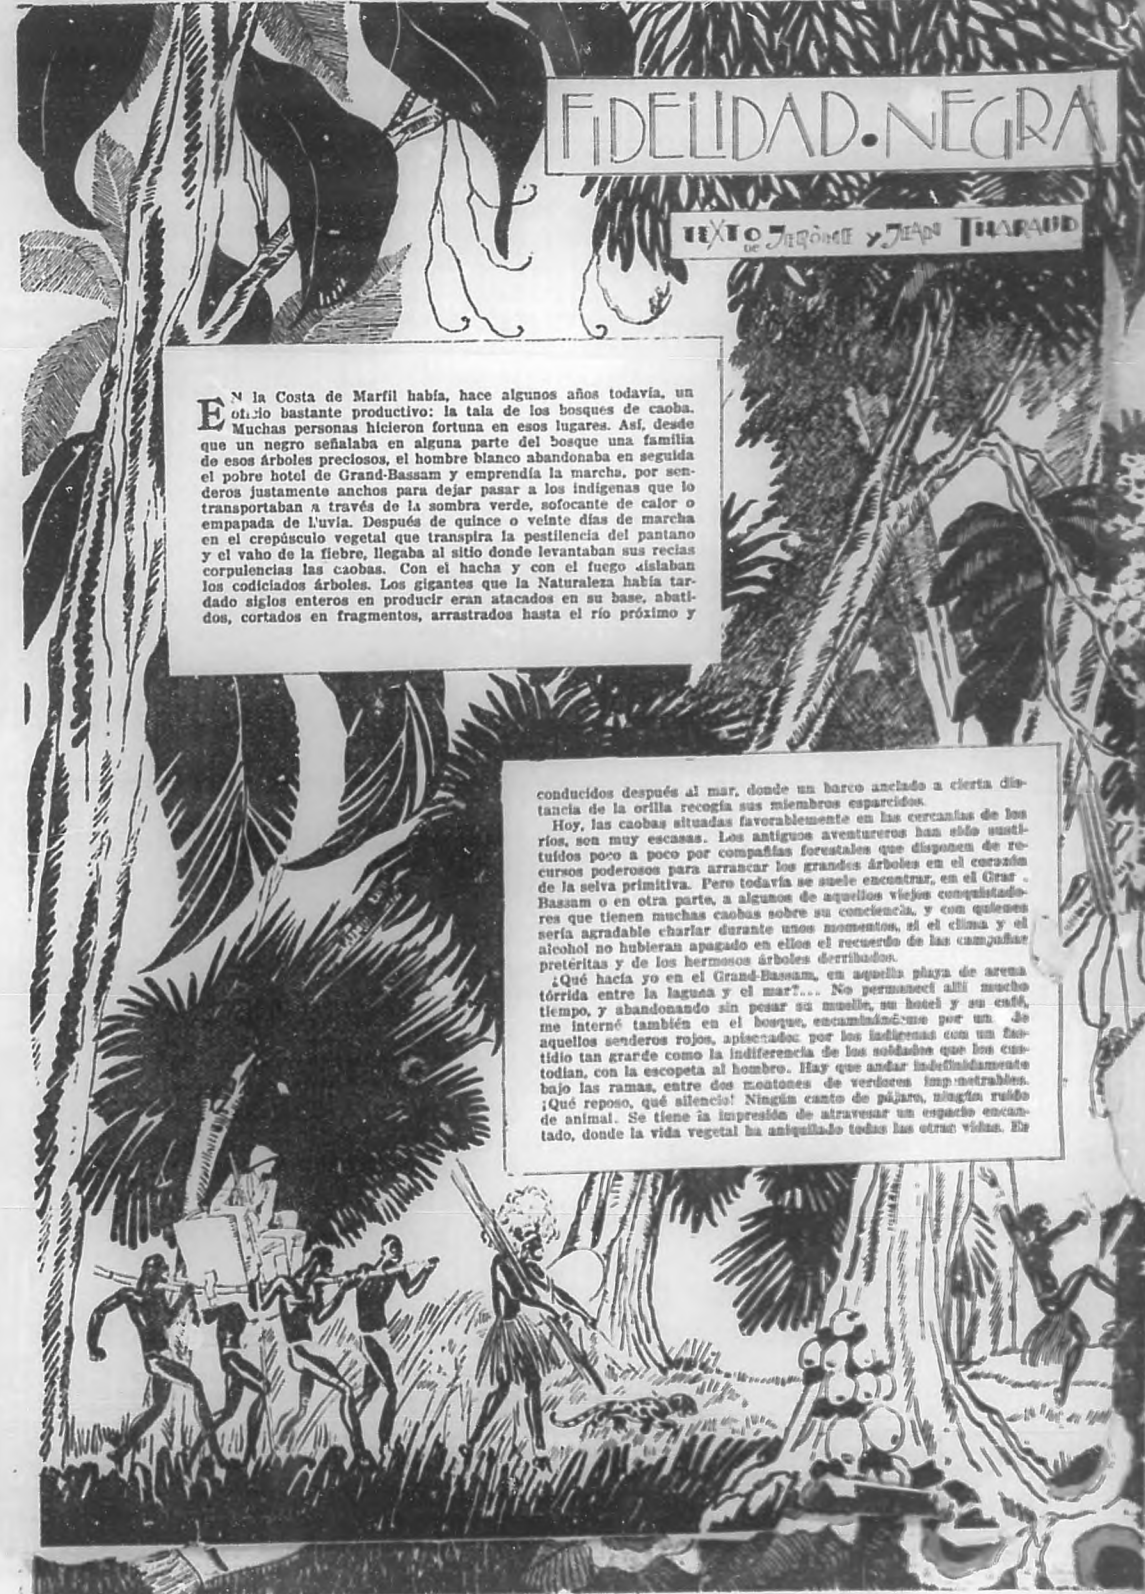 FIDELIDAD · NEGRA
TEXTO DE JERÔME Y JEAN THARAUD
EN la Costa de Marfil había, hace algunos años todavía, un
oficio bastante productivo: la tala de los bosques de caoba.
Muchas personas hicieron fortuna en esos lugares. Así, desde
que un negro señalaba en alguna parte del bosque una familia
de esos árboles preciosos, el hombre blanco abandonaba en seguida
el pobre hotel de Grand-Bassam y emprendía la marcha, por sen-
deros justamente anchos para dejar pasar a los indígenas que lo
transportaban a través de la sombra verde, sofocante de calor o
empapada de l'uvia. Después de quince o veinte días de marcha
en el crepúsculo vegetal que transpira la pestilencia del pantano
y el vaho de la fiebre, llegaba al sitio donde levantaban sus recias
corpulencias las caobas. Con el hacha y con el fuego aislaban
los codiciados árboles. Los gigantes que la Naturaleza había tar-
dado siglos enteros en producir eran atacados en su base, abati-
dos, cortados en fragmentos, arrastrados hasta el río próximo y
conducidos después al mar, donde un barco anclado a cierta dis-
tancia de la orilla recogía sus miembros esparcidos.
Hoy, las caobas situadas favorablemente en las cercanías de los
ríos, son muy escasas. Los antiguos aventureros han sido susti-
tuídos poco a poco por compañías forestales que disponen de re-
cursos poderosos para arrancar los grandes árboles en el corazón
de la selva primitiva. Pero todavía se suele encontrar, en el Gran
Bassam o en otra parte, a algunos de aquellos viejos conquistado-
res que tienen muchas caobas sobre su conciencia, y con quienes
sería agradable charlar durante unos momentos, si el clima y el
alcohol no hubieran apagado en ellos el recuerdo de las campañas
pretéritas y de los hermosos árboles derribados.
¿Qué hacía yo en el Grand-Bassam, en aquella playa de arena
tórrida entre la laguna y el mar?... No permanecí allí mucho
tiempo, y abandonando sin pesar su muelle, su hotel y su café,
me interné también en el bosque, encaminándome por un de
aquellos senderos rojos, apisonados por los indígenas con un fas-
tidio tan grande como la indiferencia de los soldados que los cus-
todian, con la escopeta al hombro. Hay que andar indefinidamente
bajo las ramas, entre dos montones de verdores impenetrables.
¡Qué reposo, qué silencio! Ningún canto de pájaro, ningún ruido
de animal. Se tiene la impresión de atravesar un espacio encan-
tado, donde la vida vegetal ha aniquilado todas las otras vidas. En